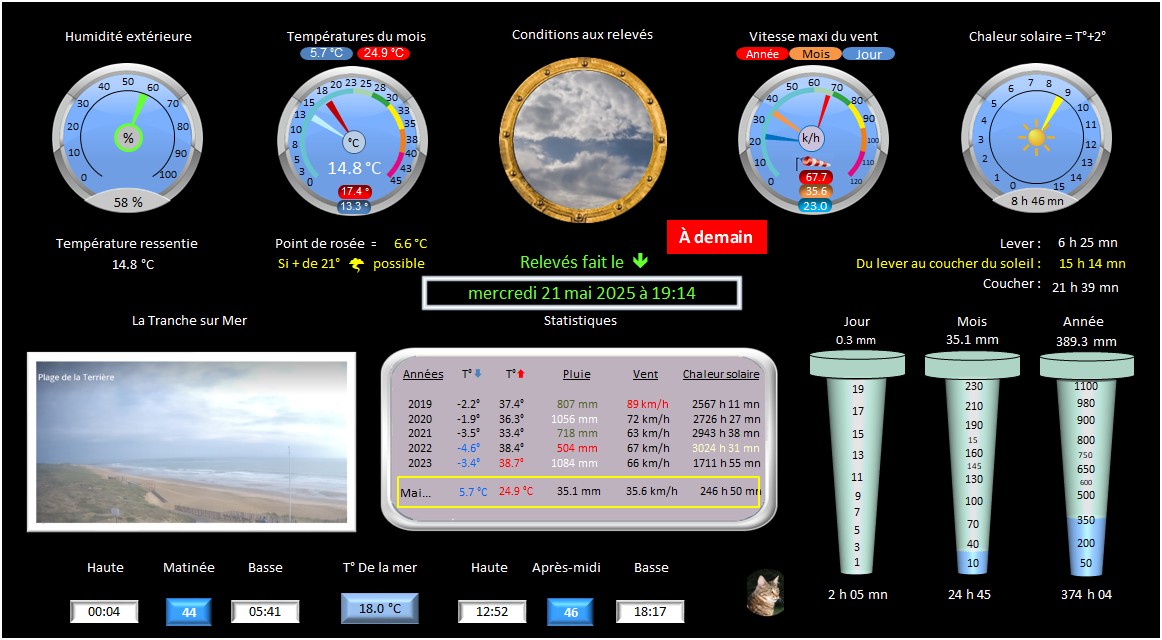 Humidité extérieure
Températures du mois
5.7 °C 24.9 °C
Conditions aux relevés
Vitesse maxi du vent
Année Mois Jour
Chaleur solaire = T°+2°
0 10 20 30 40 50 60 70 80 90 100
%
58 %
0 3 5 8 10 13 15 18 20 23 25 28 30 33 35 38 40 43 45
°C
14.8 °C
17.4 °
13.3 °
0 10 20 30 40 50 60 70 80 90 100 110 120
k/h
67.7
35.6
23.0
0 1 2 3 4 5 6 7 8 9 10 11 12 13 14 15
8 h 46 mn
Température ressentie
14.8 °C
Point de rosée = 6.6 °C
Si + de 21° possible
À demain
Relevés fait le
mercredi 21 mai 2025 à 19:14
Lever : 6 h 25 mn
Du lever au coucher du soleil : 15 h 14 mn
Coucher : 21 h 39 mn
La Tranche sur Mer
Plage de la Terrière
Statistiques
Années T° T° Pluie Vent Chaleur solaire
2019 -2.2° 37.4° 807 mm 89 km/h 2567 h 11 mn
2020 -1.9° 36.3° 1056 mm 72 km/h 2726 h 27 mn
2021 -3.5° 33.4° 718 mm 63 km/h 2943 h 38 mn
2022 -4.6° 38.4° 504 mm 67 km/h 3024 h 31 mn
2023 -3.4° 38.7° 1084 mm 66 km/h 1711 h 55 mn
Mai... 5.7 °C 24.9 °C 35.1 mm 35.6 km/h 246 h 50 mn
Jour
0.3 mm
19
17
15
13
11
9
7
5
3
1
2 h 05 mn
Mois
35.1 mm
230
210
190
15
160
145
130
100
70
40
10
24 h 45
Année
389.3 mm
1100
980
900
800
750
650
600
500
350
200
50
374 h 04
Haute Matinée Basse
00:04 44 05:41
T° De la mer
18.0 °C
Haute Après-midi Basse
12:52 46 18:17